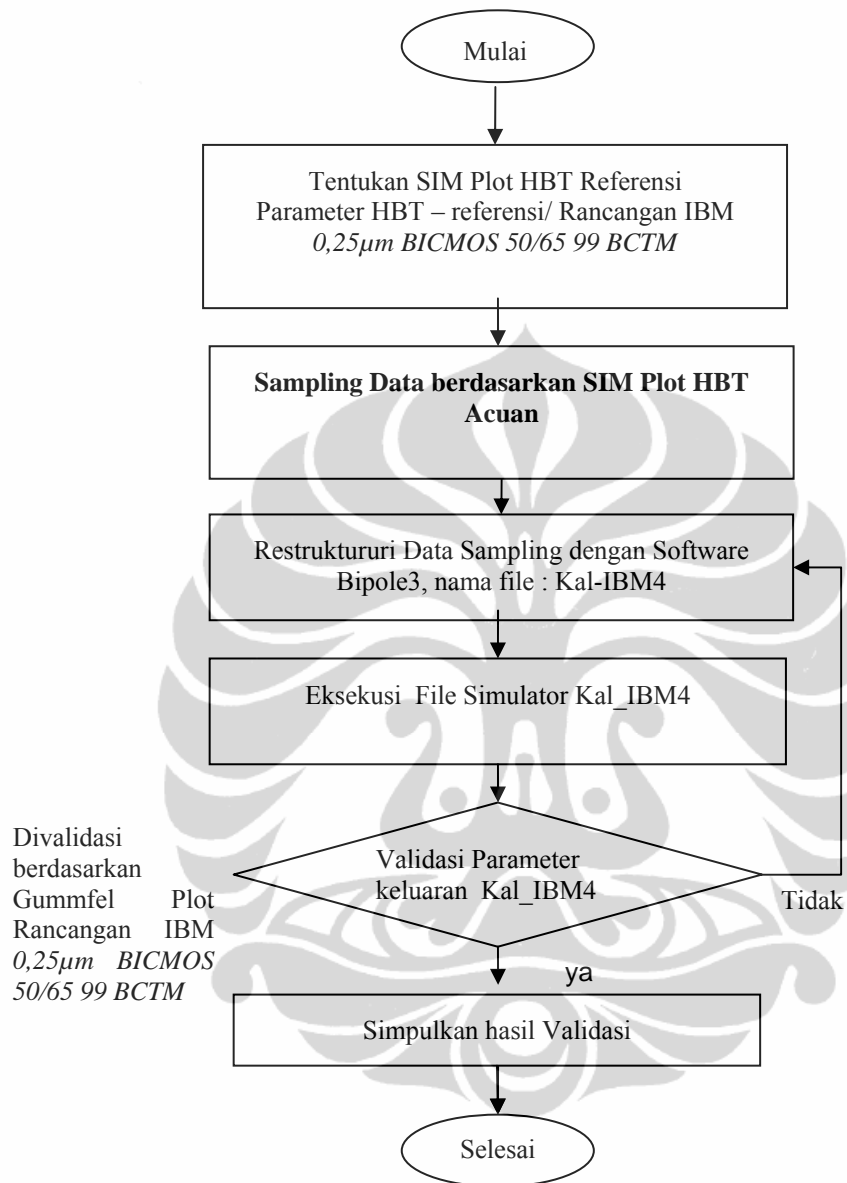 Mulai
Tentukan SIM Plot HBT Referensi
Parameter HBT – referensi/ Rancangan IBM
0,25µm BICMOS 50/65 99 BCTM
Sampling Data berdasarkan SIM Plot HBT
Acuan
Restruktururi Data Sampling dengan Software
Bipole3, nama file : Kal-IBM4
Eksekusi File Simulator Kal_IBM4
Divalidasi
berdasarkan
Gummfel Plot
Rancangan IBM
0,25µm BICMOS
50/65 99 BCTM
Validasi Parameter
keluaran Kal_IBM4
Tidak
ya
Simpulkan hasil Validasi
Selesai